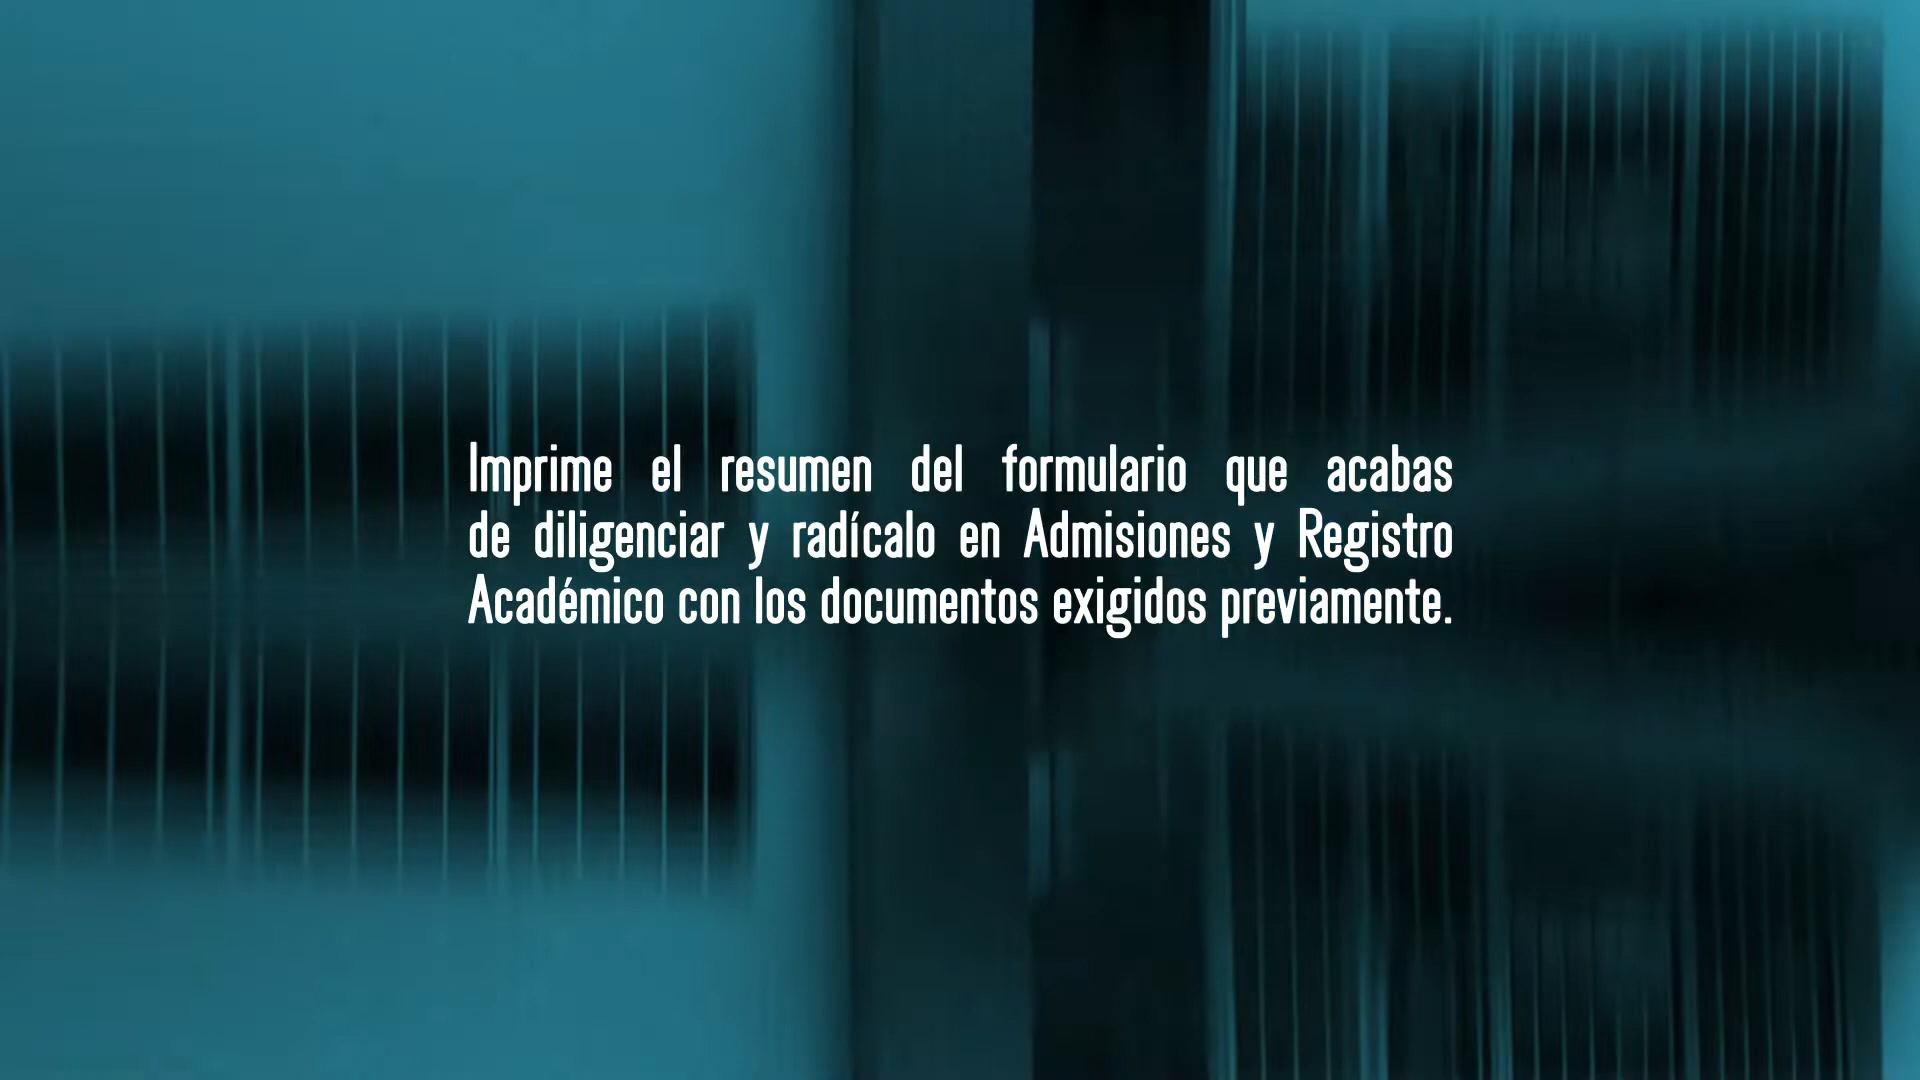 Imprime el resumen del formulario que acabas
de diligenciar y radícalo en Admisiones y Registro
Académico con los documentos exigidos previamente.